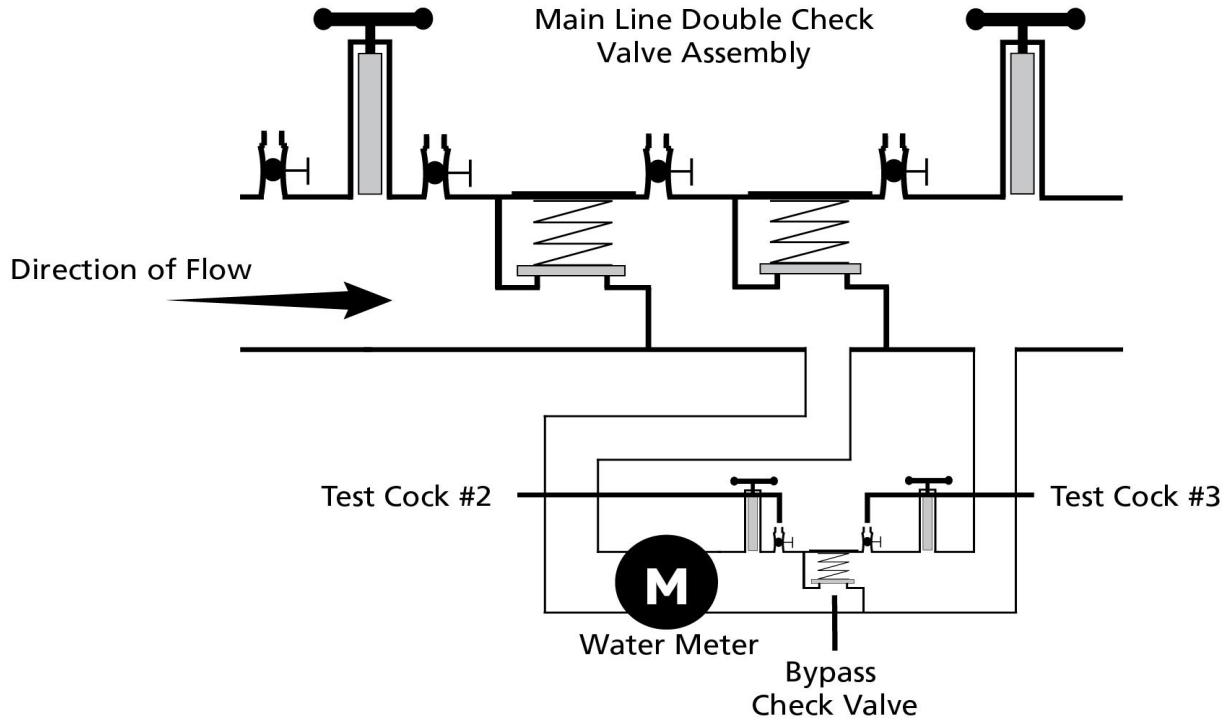 Main Line Double Check
Valve Assembly
Direction of Flow
Test Cock #2
Test Cock #3
M
Water Meter
Bypass
Check Valve